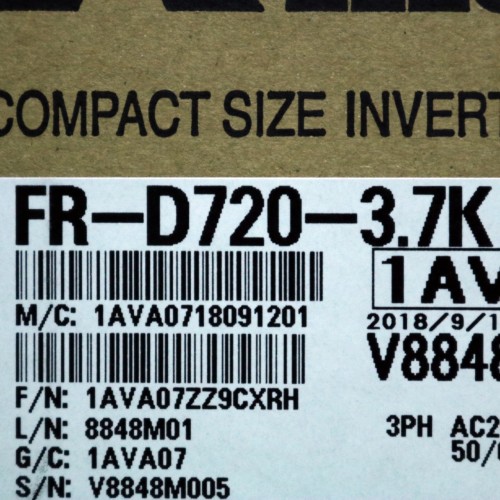 COMPACT SIZE INVERT
FR-D720-3.7K
1AV
M/C: 1AVA0718091201
2018/9/1
V8848
F/N: 1AVA07ZZ9CXRH
L/N: 8848M01
3PH AC2
G/C: 1AVA07
50/
S/N: V8848M005